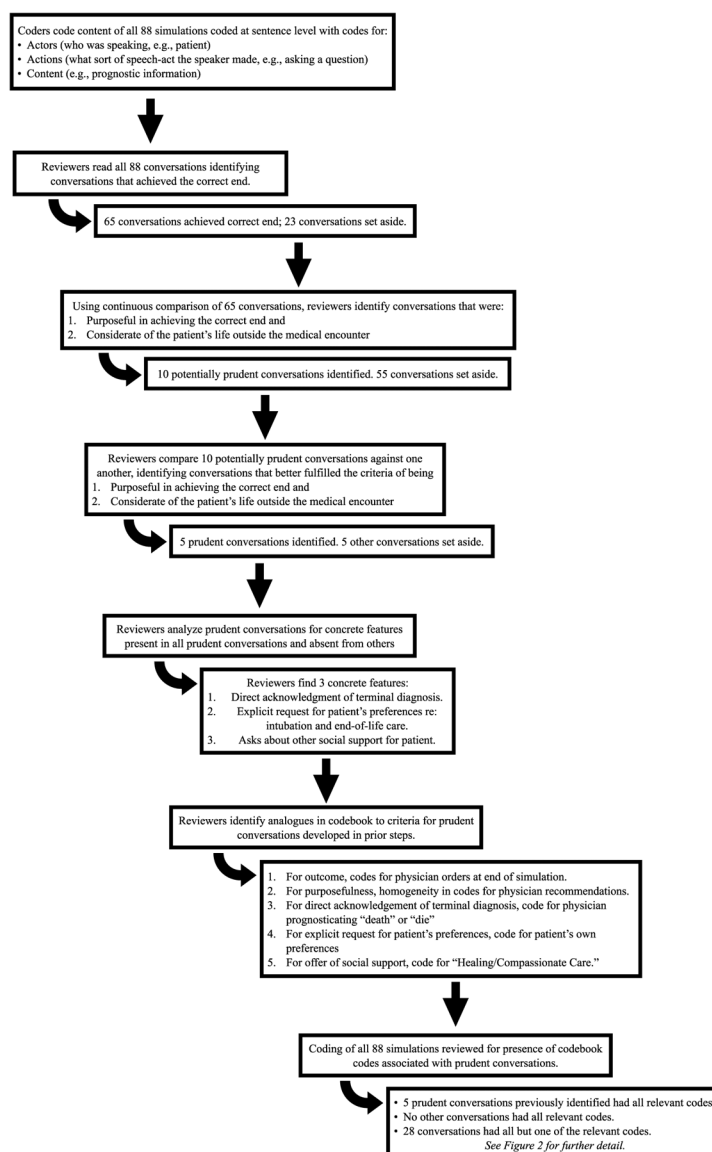 Coders code content of all 88 simulations coded at sentence level with codes for:
• Actors (who was speaking, e.g., patient)
• Actions (what sort of speech-act the speaker made, e.g., asking a question)
• Content (e.g., prognostic information)
Reviewers read all 88 conversations identifying
conversations that achieved the correct end.
65 conversations achieved correct end; 23 conversations set aside.
Using continuous comparison of 65 conversations, reviewers identify conversations that were:
1. Purposeful in achieving the correct end and
2. Considerate of the patient's life outside the medical encounter
10 potentially prudent conversations identified. 55 conversations set aside.
Reviewers compare 10 potentially prudent conversations against one
another, identifying conversations that better fulfilled the criteria of being
1. Purposeful in achieving the correct end and
2. Considerate of the patient's life outside the medical encounter
5 prudent conversations identified. 5 other conversations set aside.
Reviewers analyze prudent conversations for concrete features
present in all prudent conversations and absent from others
Reviewers find 3 concrete features:
1. Direct acknowledgment of terminal diagnosis.
2. Explicit request for patient's preferences re:
intubation and end-of-life care.
3. Asks about other social support for patient.
Reviewers identify analogues in codebook to criteria for prudent
conversations developed in prior steps.
1. For outcome, codes for physician orders at end of simulation.
2. For purposefulness, homogeneity in codes for physician recommendations.
3. For direct acknowledgement of terminal diagnosis, code for physician
prognosticating "death" or "die"
4. For explicit request for patient's preferences, code for patient's own
preferences
5. For offer of social support, code for "Healing/Compassionate Care."
Coding of all 88 simulations reviewed for presence of codebook
codes associated with prudent conversations.
• 5 prudent conversations previously identified had all relevant codes
• No other conversations had all relevant codes.
• 28 conversations had all but one of the relevant codes.
See Figure 2 for further detail.